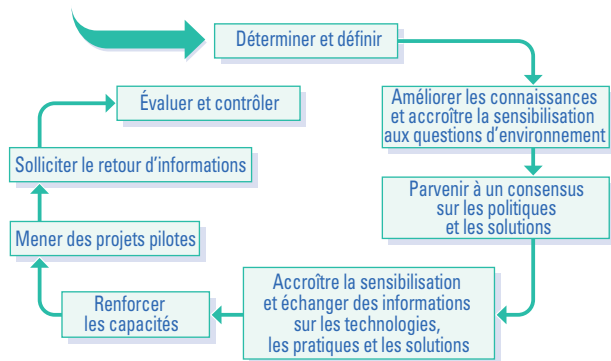 Déterminer et définir
Améliorer les connaissances
et accroître la sensibilisation
aux questions d'environnement
Parvenir à un consensus
sur les politiques
et les solutions
Accroître la sensibilisation
et échanger des informations
sur les technologies,
les pratiques et les solutions
Renforcer
les capacités
Mener des projets pilotes
Solliciter le retour d'informations
Évaluer et contrôler